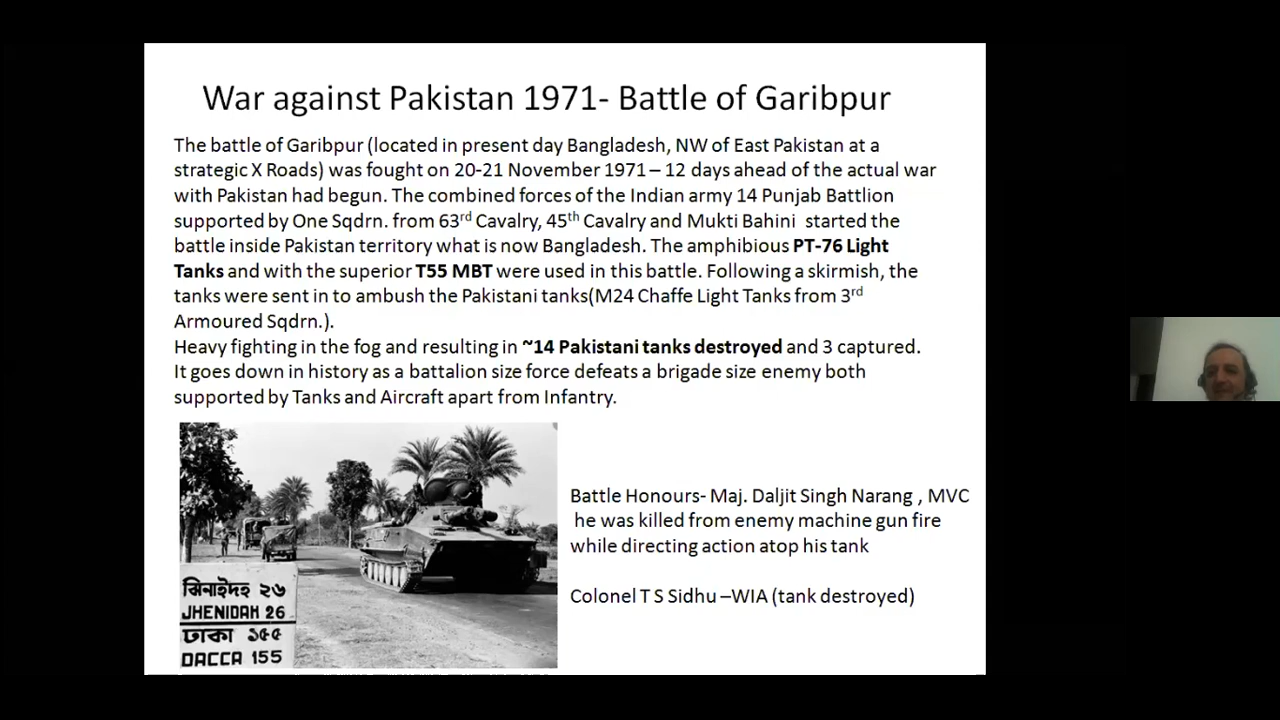 War against Pakistan 1971- Battle of Garibpur
The battle of Garibpur (located in present day Bangladesh, NW of East Pakistan at a
strategic X Roads) was fought on 20-21 November 1971 – 12 days ahead of the actual war
with Pakistan had begun. The combined forces of the Indian army 14 Punjab Battlion
supported by One Sqdrn. from 63rd Cavalry, 45th Cavalry and Mukti Bahini started the
battle inside Pakistan territory what is now Bangladesh. The amphibious PT-76 Light
Tanks and with the superior T55 MBT were used in this battle. Following a skirmish, the
tanks were sent in to ambush the Pakistani tanks(M24 Chaffe Light Tanks from 3rd
Armoured Sqdrn.).
Heavy fighting in the fog and resulting in ~14 Pakistani tanks destroyed and 3 captured.
It goes down in history as a battalion size force defeats a brigade size enemy both
supported by Tanks and Aircraft apart from Infantry.
Battle Honours- Maj. Daljit Singh Narang , MVC
he was killed from enemy machine gun fire
while directing action atop his tank
Colonel T S Sidhu –WIA (tank destroyed)
ঝিনাইদহ ২৬
JHENIDAH 26
ঢাকা ১৫৫
DACCA 155